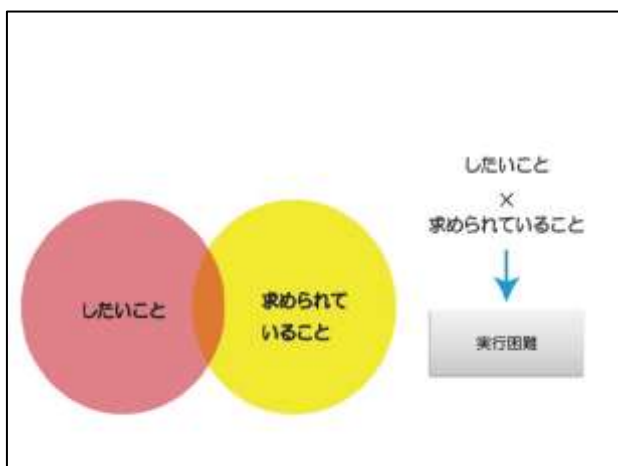 したいこと
求められて
いること
したいこと
×
求められていること
実行困難